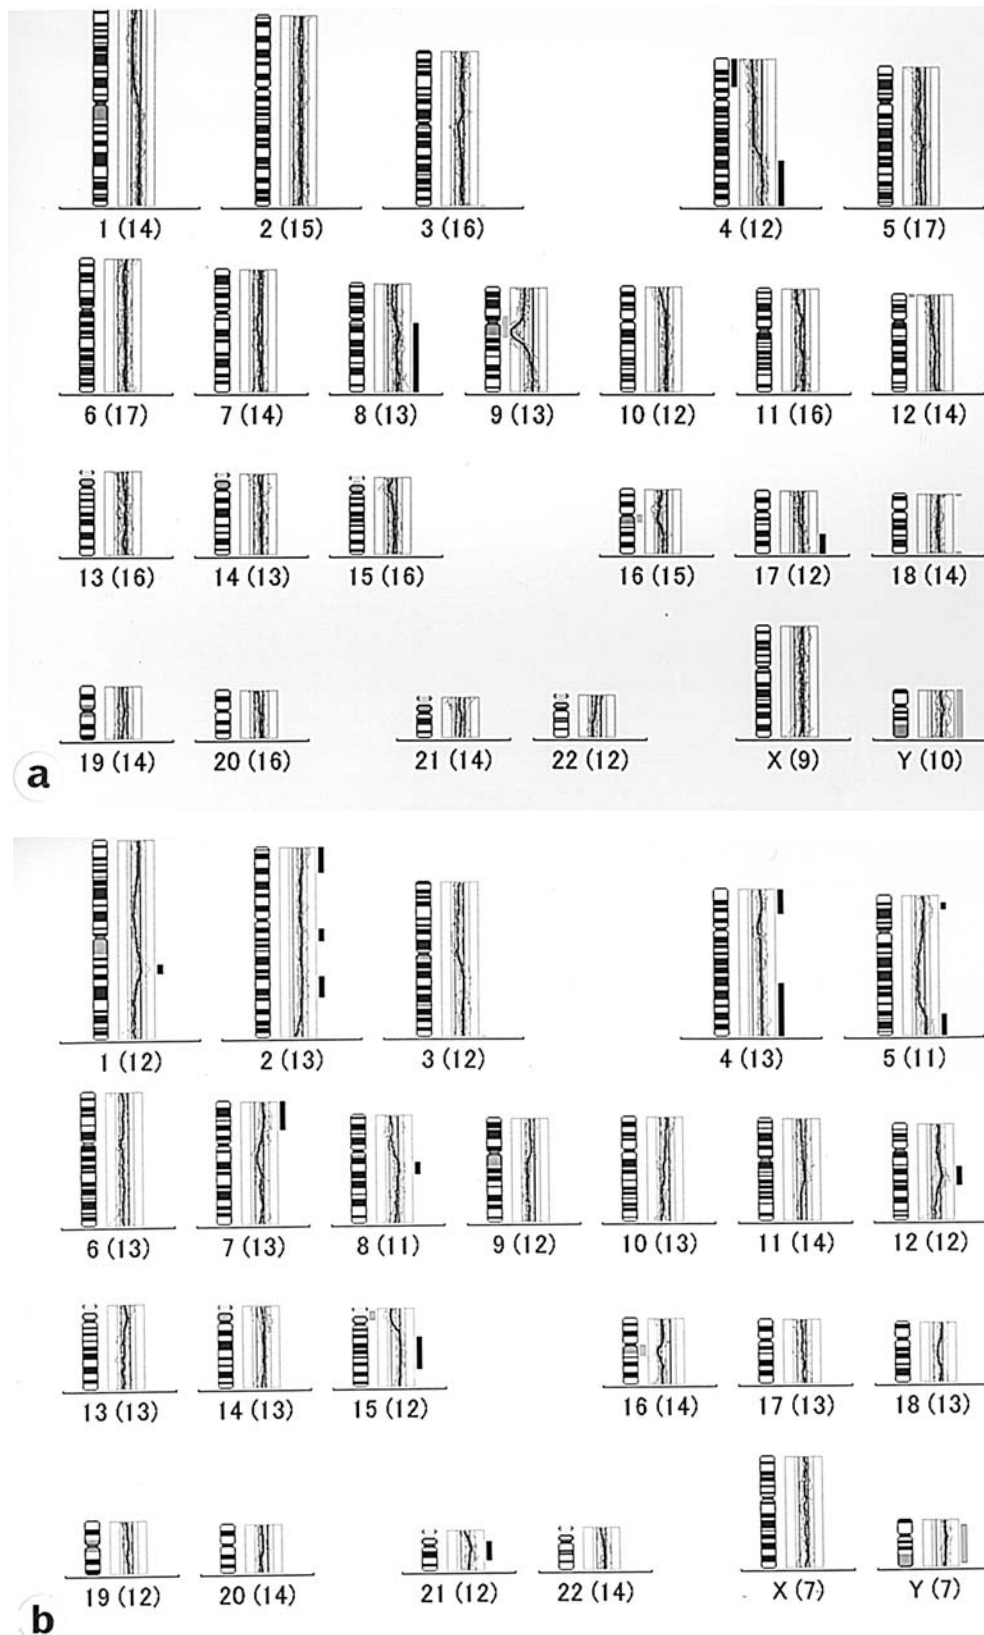 1 (14) 2 (15) 3 (16) 4 (12) 5 (17)
6 (17) 7 (14) 8 (13) 9 (13) 10 (12) 11 (16) 12 (14)
13 (16) 14 (13) 15 (16) 16 (15) 17 (12) 18 (14)
19 (14) 20 (16) 21 (14) 22 (12) X (9) Y (10)
a
1 (12) 2 (13) 3 (12) 4 (13) 5 (11)
6 (13) 7 (13) 8 (11) 9 (12) 10 (13) 11 (14) 12 (12)
13 (13) 14 (13) 15 (12) 16 (14) 17 (13) 18 (13)
19 (12) 20 (14) 21 (12) 22 (14) X (7) Y (7)
b